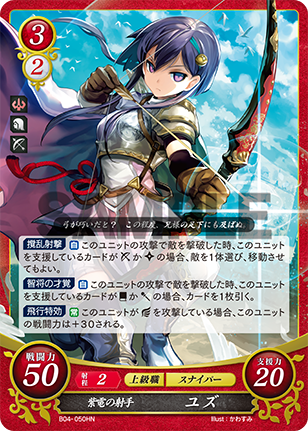 3
2
SAMPLE
弓が巧いだと？ この程度、兄様の足下にも及ばぬ。
撹乱射撃 自 このユニットの攻撃で敵を撃破した時、このユニット
を支援しているカードが か の場合、敵を1体選び、移動させ
てもよい。
智将の才覚 自 このユニットの攻撃で敵を撃破した時、このユニッ
トを支援しているカードが か の場合、カードを1枚引く。
飛行特効 常 このユニットが を攻撃している場合、このユニット
の戦闘力は＋30される。
戦闘力
50
射程 2 上級職 スナイパー
支援力
20
紫電の射手 ユズ
B04-050HN
Illust：かわすみ